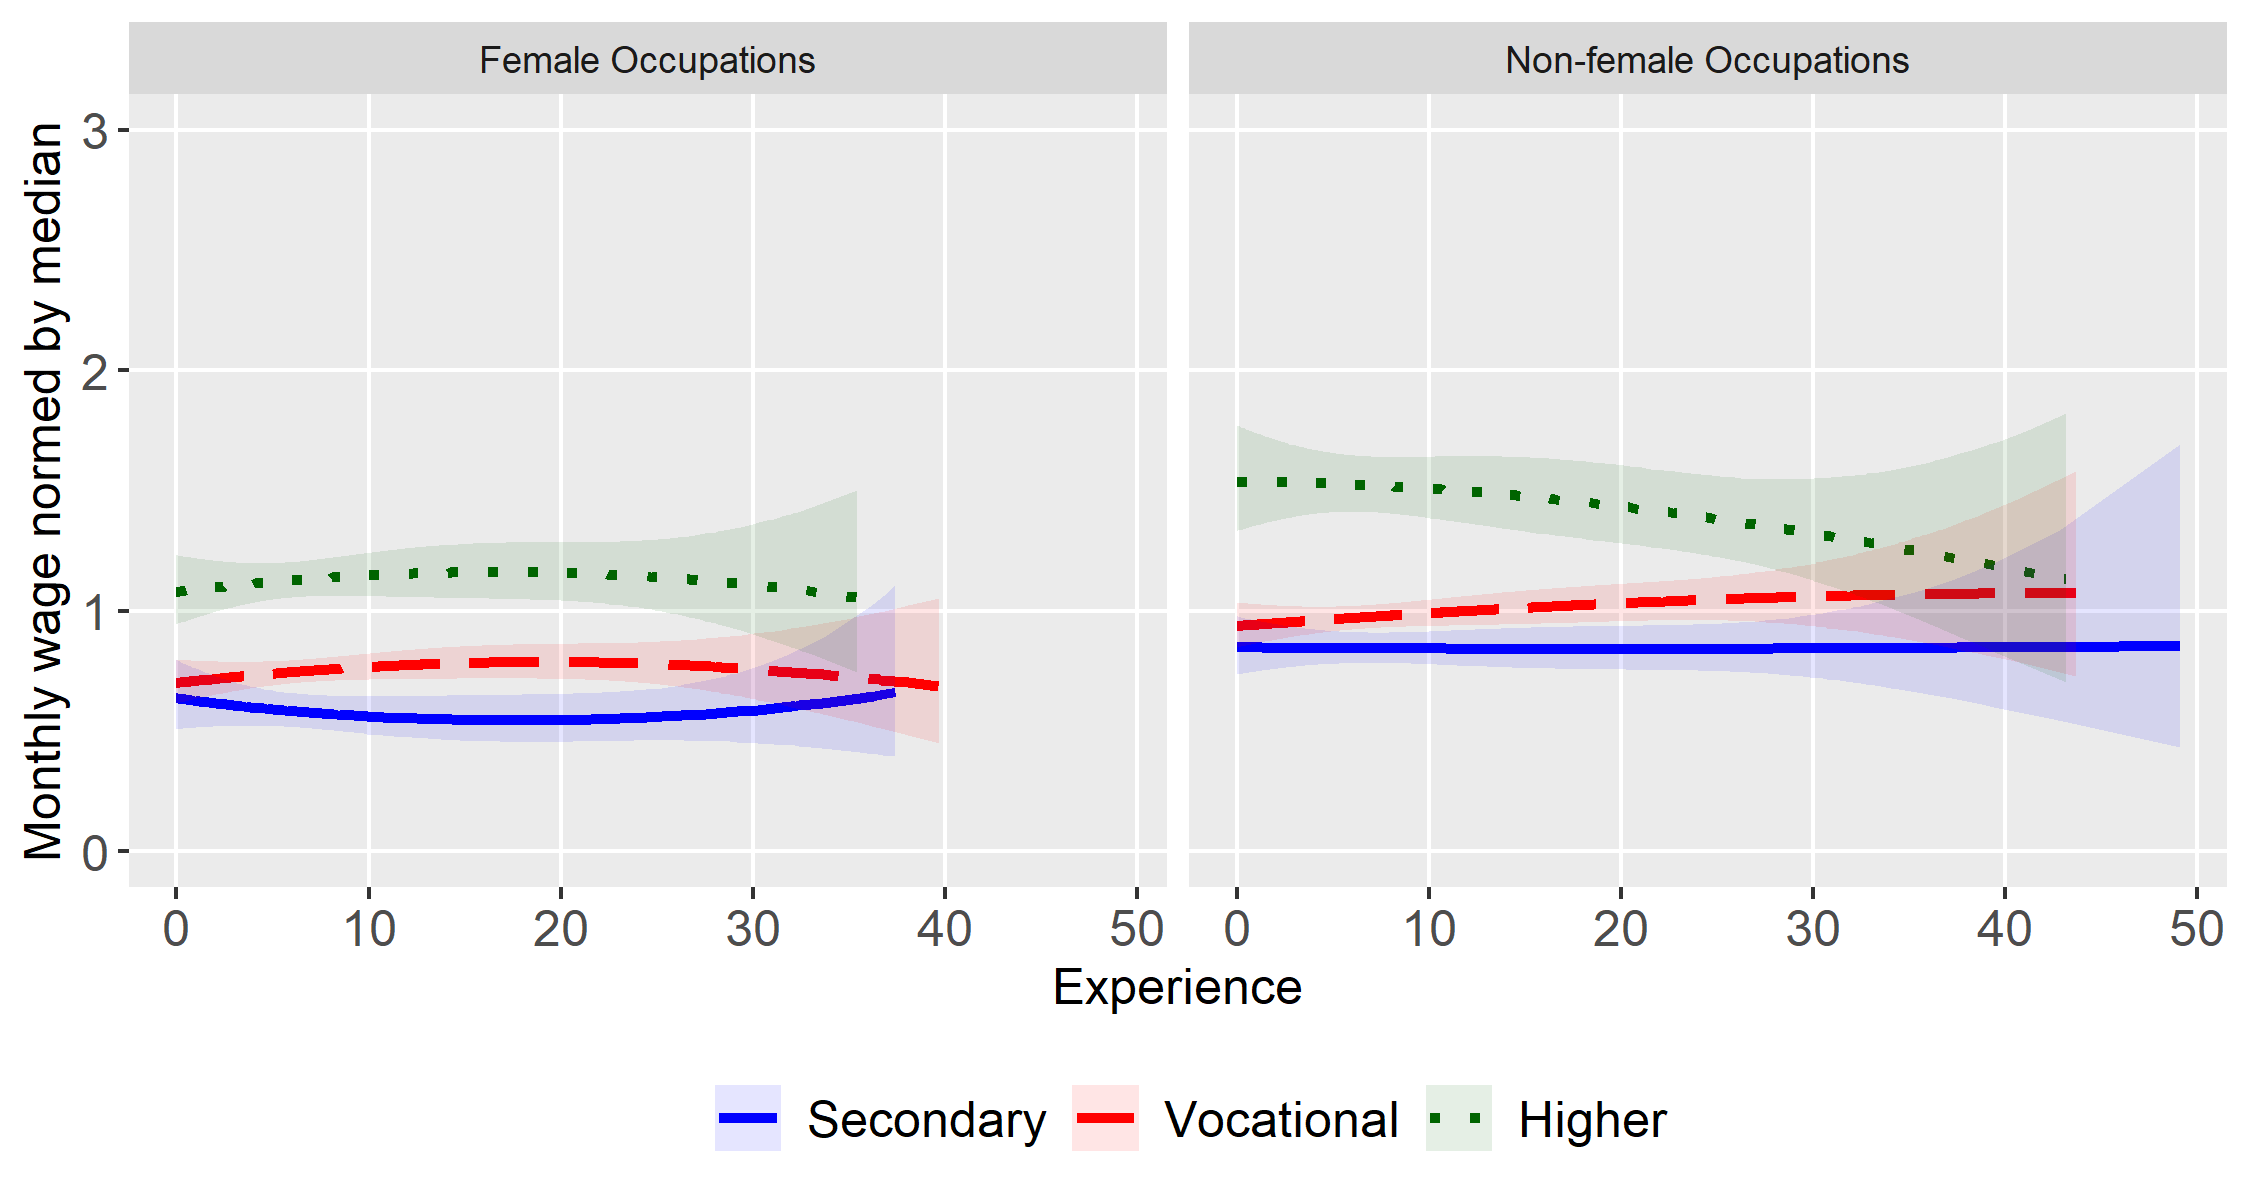 Female Occupations
Non-female Occupations
Monthly wage normed by median
3
2
1
0
0 10 20 30 40 50
0 10 20 30 40 50
Experience
Secondary Vocational Higher